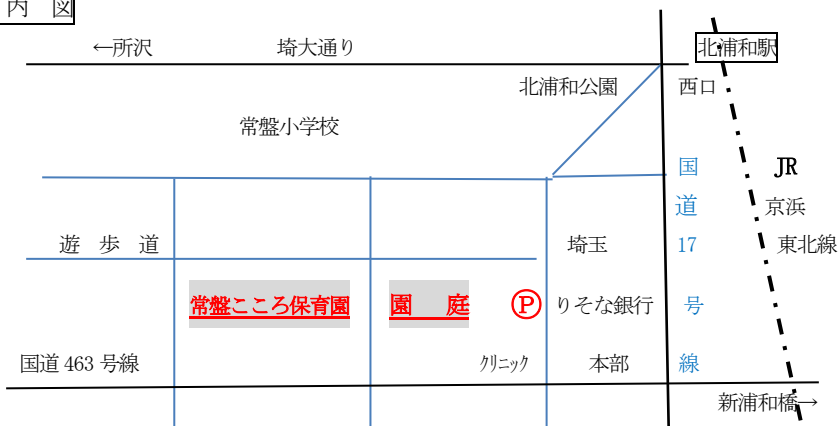 内 図
←所沢 埼大通り 北浦和駅
北浦和公園 西口
常盤小学校
国道17号線
JR
京浜
東北線
遊 歩 道
埼玉
常盤こころ保育園 園 庭 Ⓟ りそな銀行
国道 463 号線 クリニック 本部
新浦和橋→